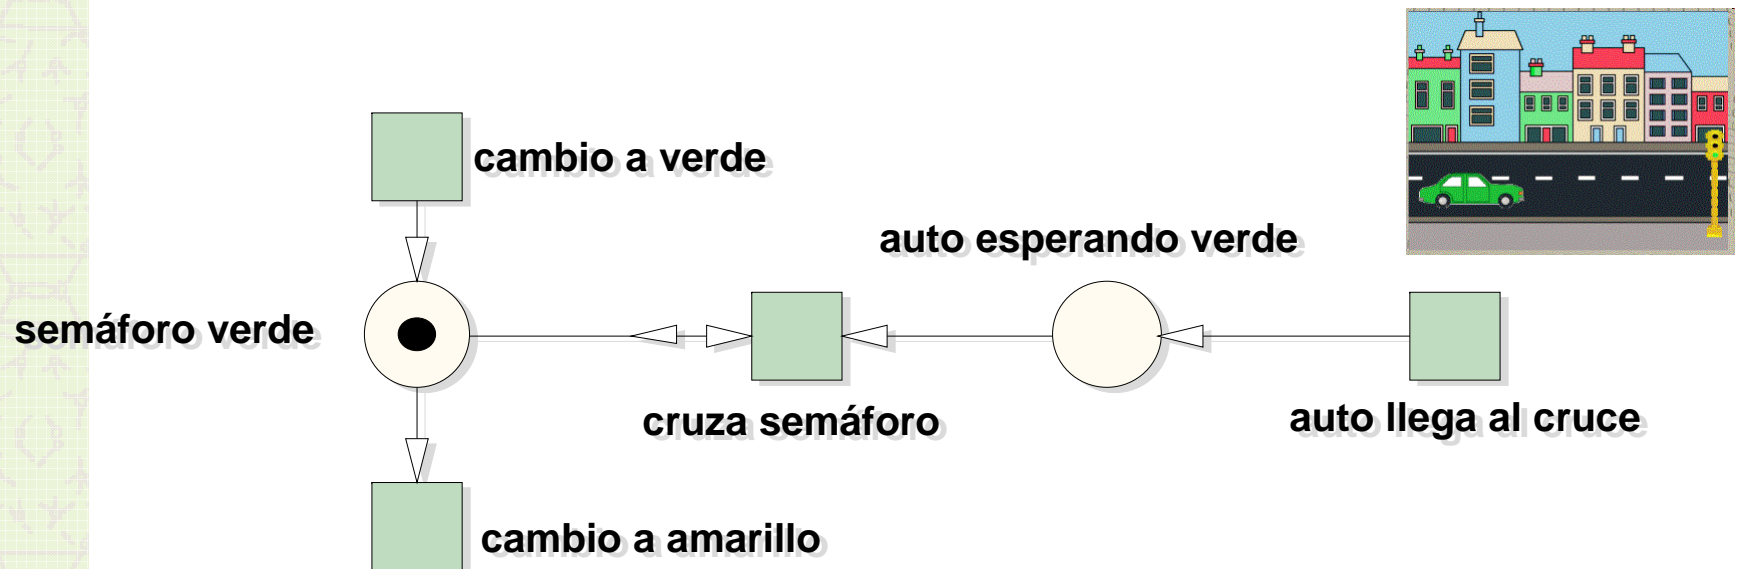 cambio a verde
auto esperando verde
semáforo verde
cruza semáforo
auto llega al cruce
cambio a amarillo